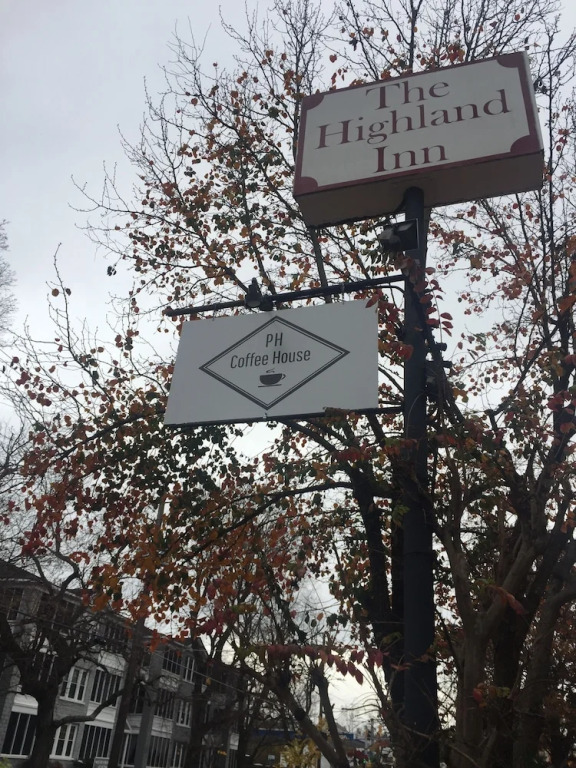 The
Highland
Inn
PH
Coffee House